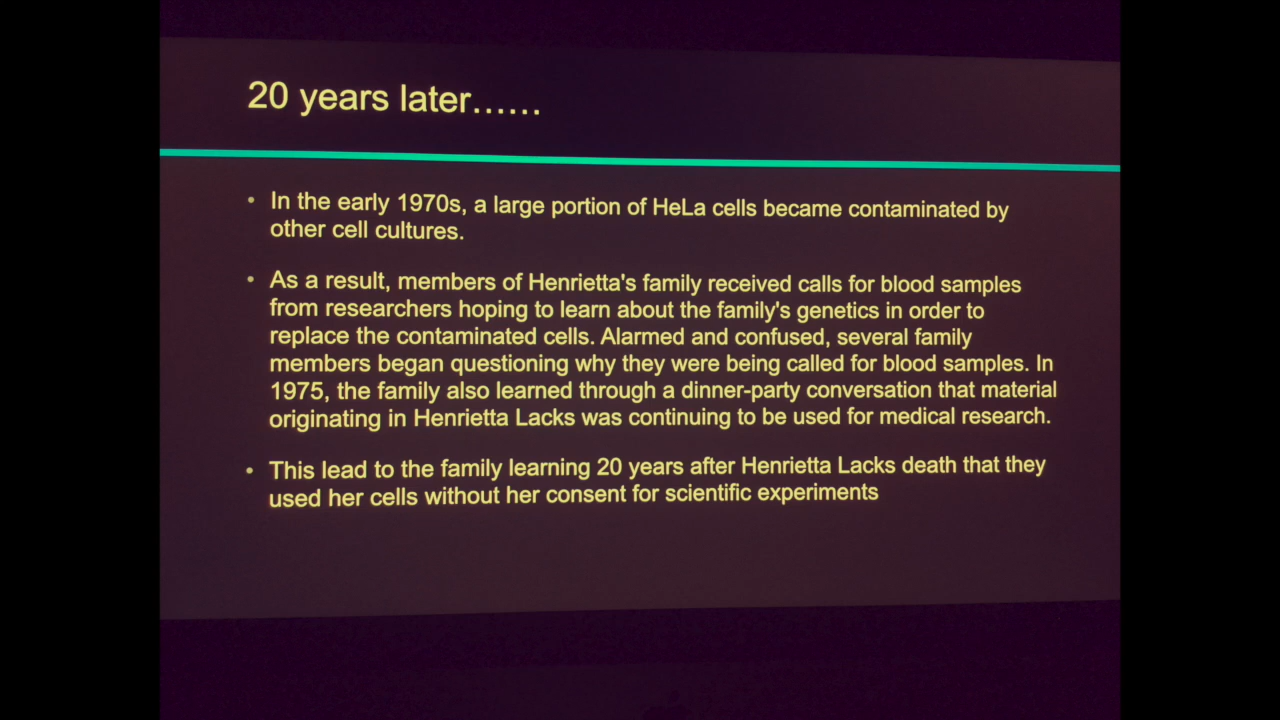 20 years later......
• In the early 1970s, a large portion of HeLa cells became contaminated by
other cell cultures.
• As a result, members of Henrietta's family received calls for blood samples
from researchers hoping to learn about the family's genetics in order to
replace the contaminated cells. Alarmed and confused, several family
members began questioning why they were being called for blood samples. In
1975, the family also learned through a dinner-party conversation that material
originating in Henrietta Lacks was continuing to be used for medical research.
• This lead to the family learning 20 years after Henrietta Lacks death that they
used her cells without her consent for scientific experiments